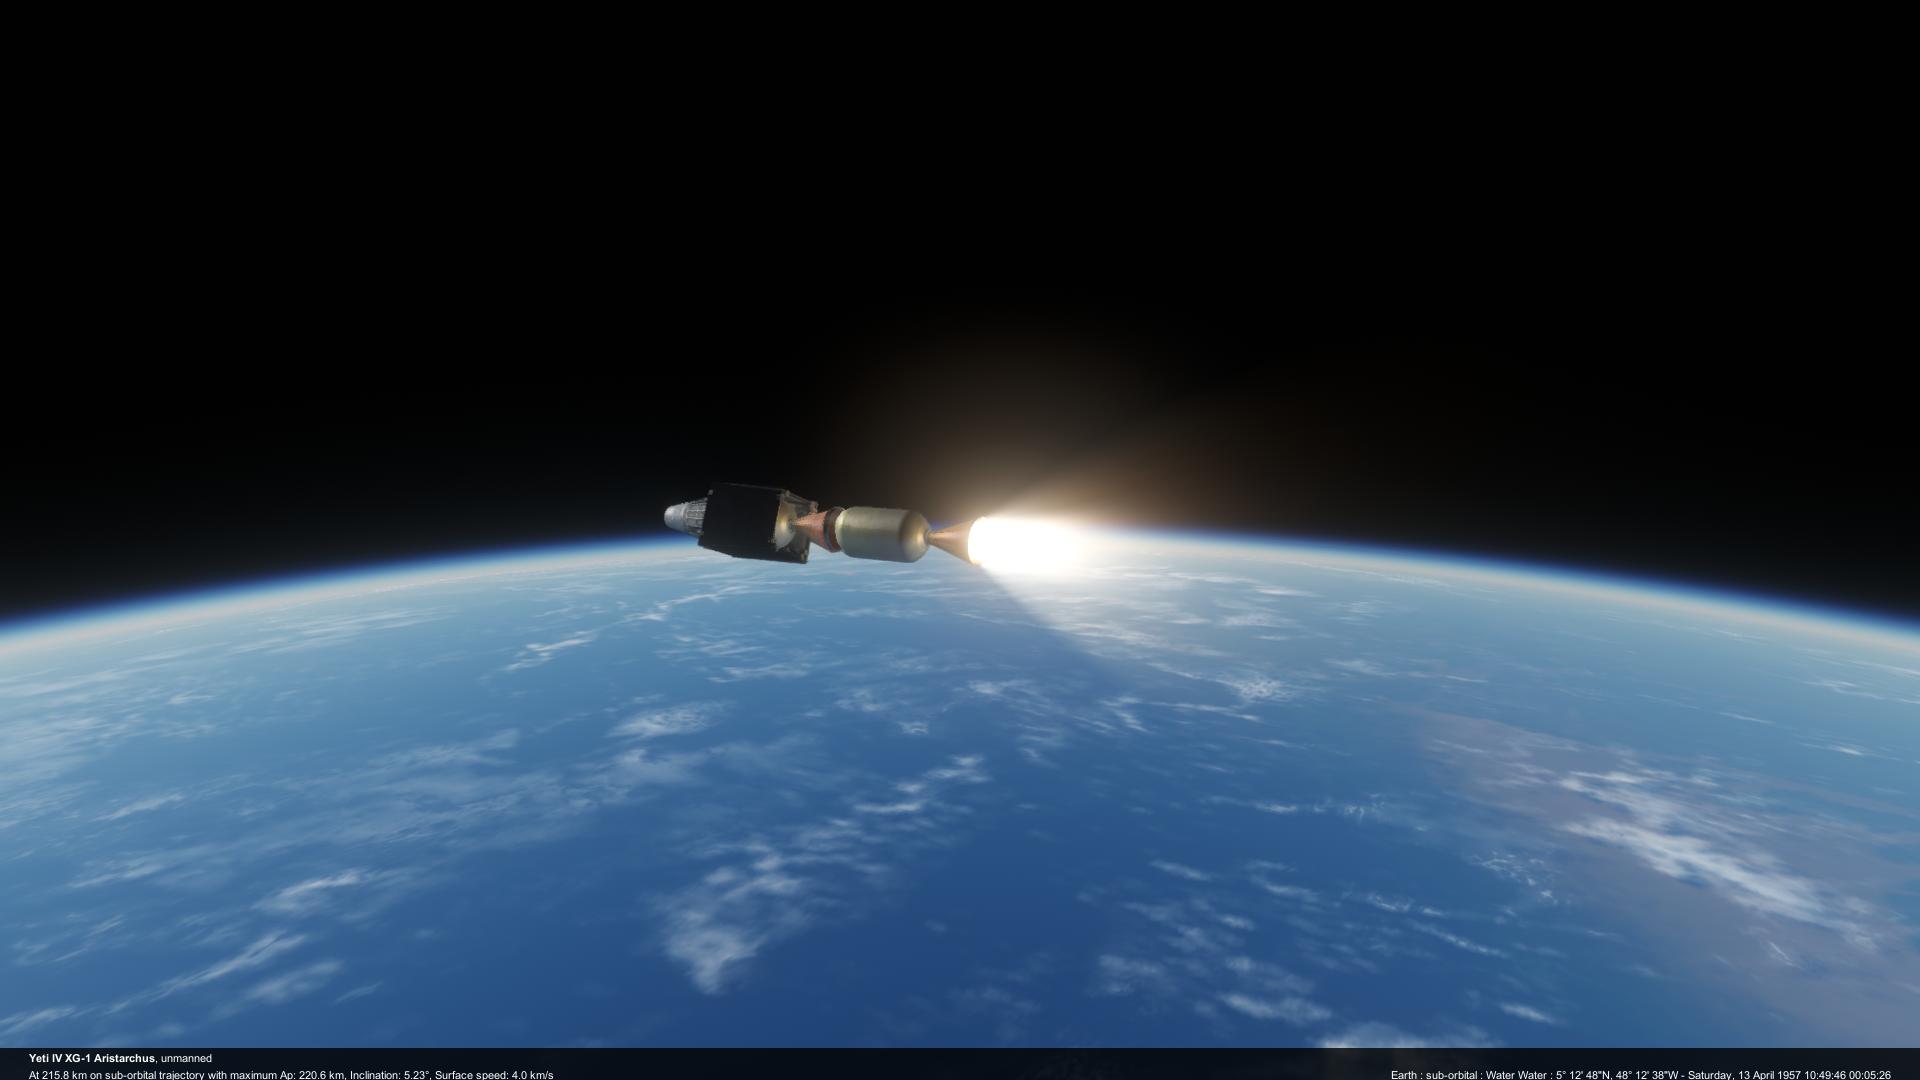 Yeti IV XG-1 Aristarchus, unmanned
At 215.8 km on sub-orbital trajectory with maximum Ap: 220.6 km, Inclination: 5.23°, Surface speed: 4.0 km/s
Earth : sub-orbital : Water Water : 5° 12' 48"N, 48° 12' 38"W - Saturday, 13 April 1957 10:49:46 00:05:26